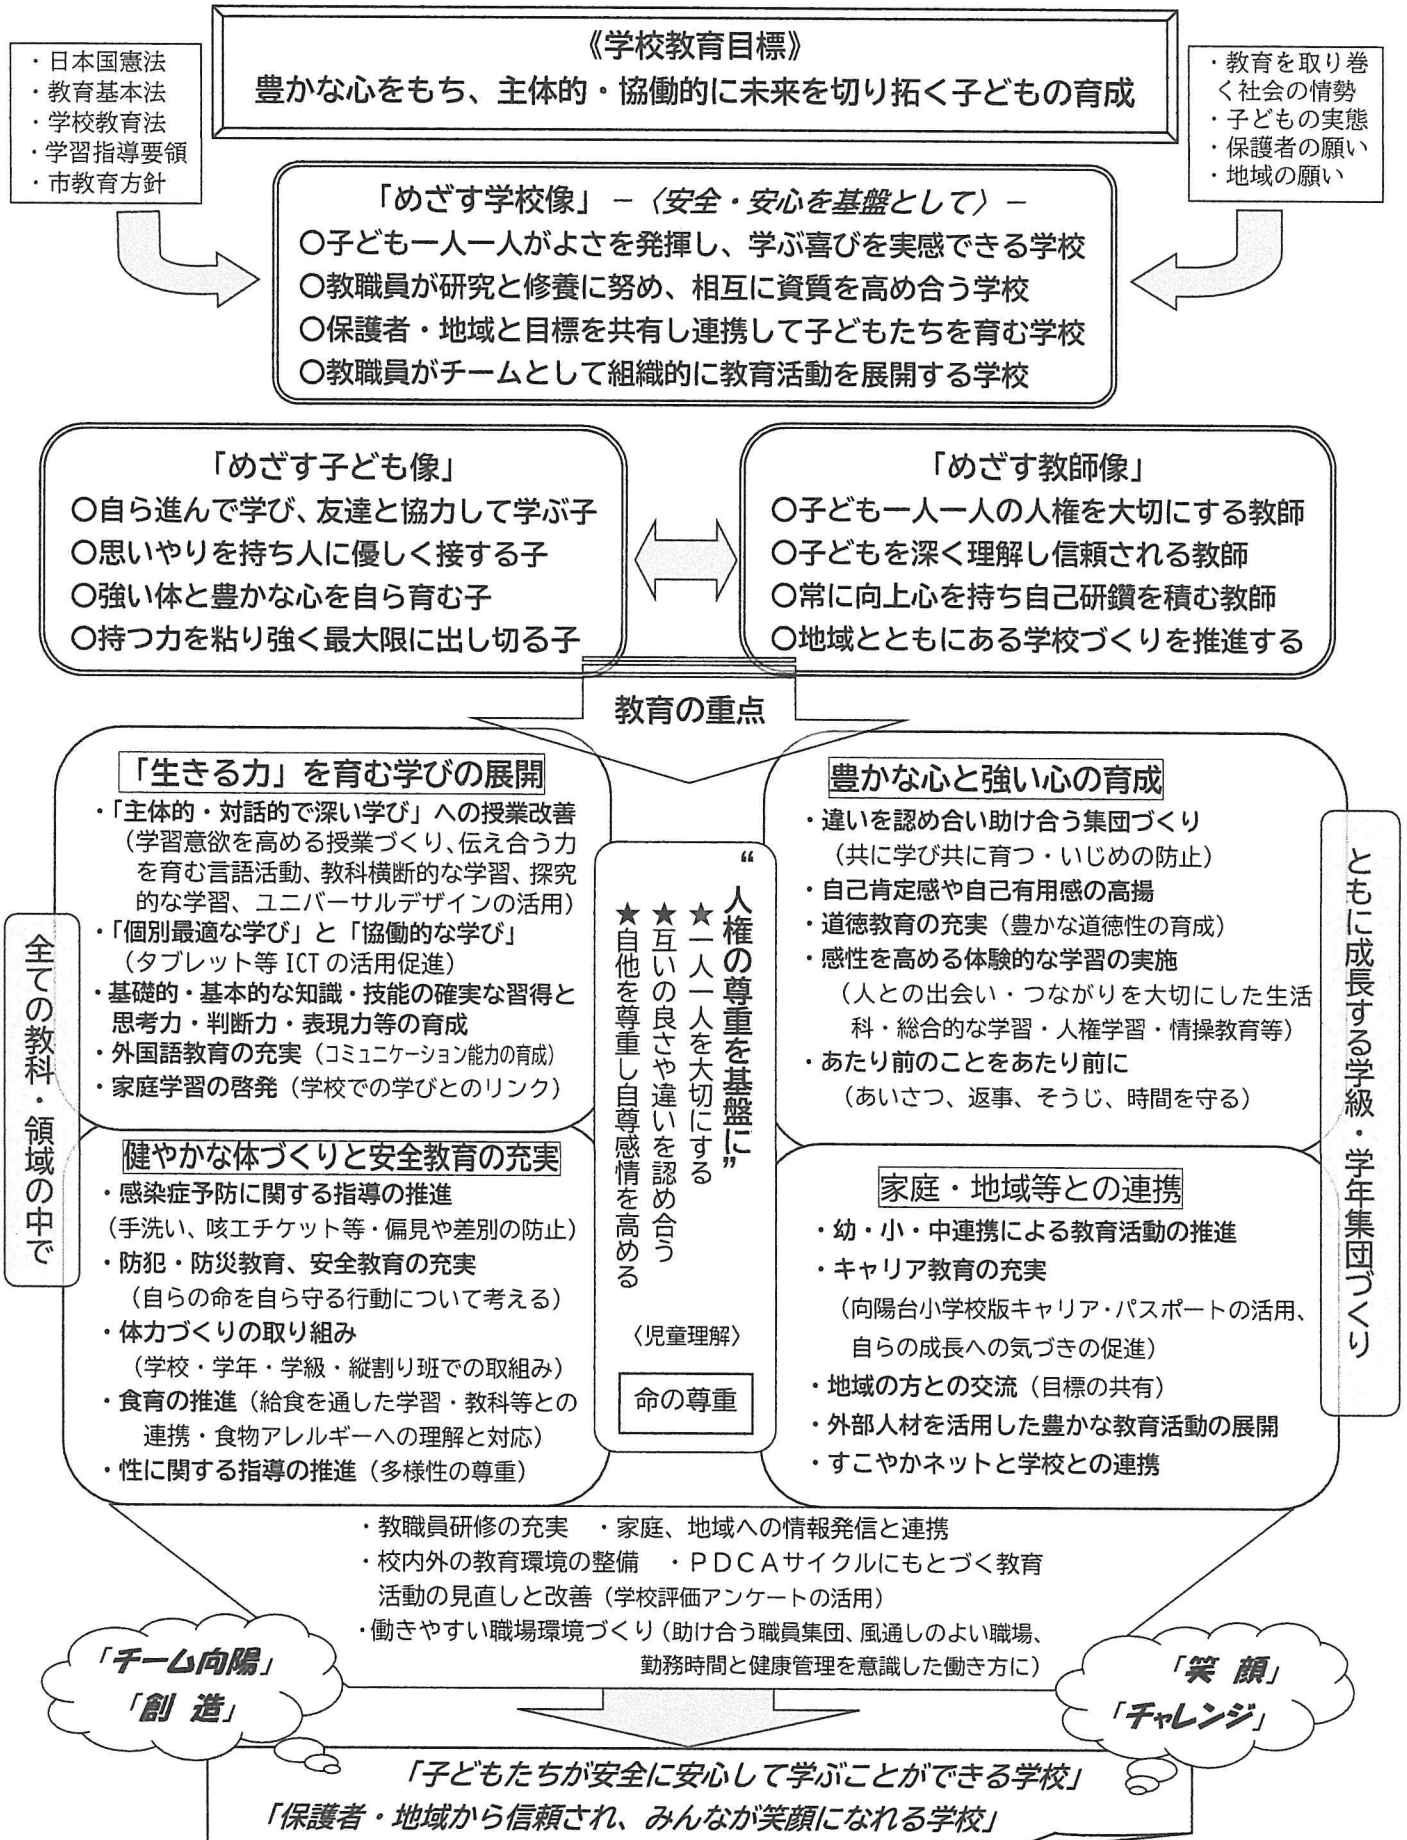 《学校教育目標》
豊かな心をもち、主体的・協働的に未来を切り拓く子どもの育成
・日本国憲法
・教育基本法
・学校教育法
・学習指導要領
・市教育方針
・教育を取り巻
く社会の情勢
・子どもの実態
・保護者の願い
・地域の願い
「めざす学校像」 －〈安全・安心を基盤として〉－
〇子ども一人一人がよさを発揮し、学ぶ喜びを実感できる学校
〇教職員が研究と修養に努め、相互に資質を高め合う学校
〇保護者・地域と目標を共有し連携して子どもたちを育む学校
〇教職員がチームとして組織的に教育活動を展開する学校
「めざす子ども像」
〇自ら進んで学び、友達と協力して学ぶ子
〇思いやりを持ち人に優しく接する子
〇強い体と豊かな心を自ら育む子
〇持つ力を粘り強く最大限に出し切る子
「めざす教師像」
〇子ども一人一人の人権を大切にする教師
〇子どもを深く理解し信頼される教師
〇常に向上心を持ち自己研鑽を積む教師
〇地域とともにある学校づくりを推進する
教育の重点
全ての教科・領域の中で
「生きる力」を育む学びの展開
・「主体的・対話的で深い学び」への授業改善
（学習意欲を高める授業づくり、伝え合う力
を育む言語活動、教科横断的な学習、探究
的な学習、ユニバーサルデザインの活用）
・「個別最適な学び」と「協働的な学び」
（タブレット等 ICT の活用促進）
・基礎的・基本的な知識・技能の確実な習得と
思考力・判断力・表現力等の育成
・外国語教育の充実（コミュニケーション能力の育成）
・家庭学習の啓発（学校での学びとのリンク）
健やかな体づくりと安全教育の充実
・感染症予防に関する指導の推進
（手洗い、咳エチケット等・偏見や差別の防止）
・防犯・防災教育、安全教育の充実
（自らの命を自ら守る行動について考える）
・体力づくりの取り組み
（学校・学年・学級・縦割り班での取組み）
・食育の推進（給食を通した学習・教科等との
連携・食物アレルギーへの理解と対応）
・性に関する指導の推進（多様性の尊重）
“人権の尊重を基盤に”
★一人一人を大切にする
★互いの良さや違いを認め合う
★自他を尊重し自尊感情を高める
〈児童理解〉
命の尊重
豊かな心と強い心の育成
・違いを認め合い助け合う集団づくり
（共に学び共に育つ・いじめの防止）
・自己肯定感や自己有用感の高揚
・道徳教育の充実（豊かな道徳性の育成）
・感性を高める体験的な学習の実施
（人との出会い・つながりを大切にした生活
科・総合的な学習・人権学習・情操教育等）
・あたり前のことをあたり前に
（あいさつ、返事、そうじ、時間を守る）
家庭・地域等との連携
・幼・小・中連携による教育活動の推進
・キャリア教育の充実
（向陽台小学校版キャリア・パスポートの活用、
自らの成長への気づきの促進）
・地域の方との交流（目標の共有）
・外部人材を活用した豊かな教育活動の展開
・すこやかネットと学校との連携
ともに成長する学級・学年集団づくり
・教職員研修の充実　・家庭、地域への情報発信と連携
・校内外の教育環境の整備　・ＰＤＣＡサイクルにもとづく教育
活動の見直しと改善（学校評価アンケートの活用）
・働きやすい職場環境づくり（助け合う職員集団、風通しのよい職場、
勤務時間と健康管理を意識した働き方に）
「チーム向陽」
「創 造」
「笑 顔」
「チャレンジ」
「子どもたちが安全に安心して学ぶことができる学校」
「保護者・地域から信頼され、みんなが笑顔になれる学校」